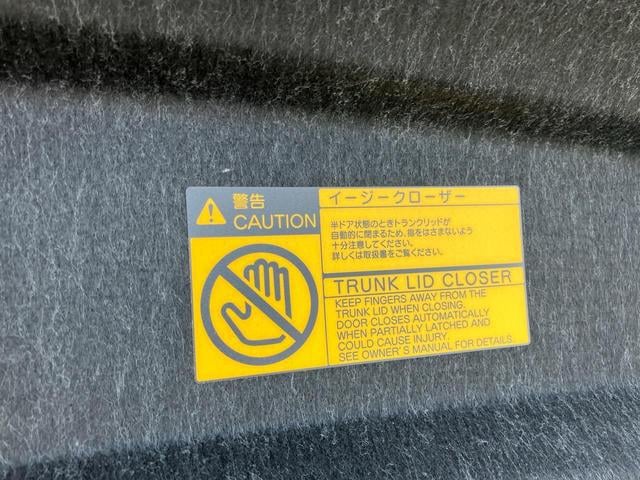 警告
CAUTION
イージークローザー
半ドア状態のときトランクリッドが
自動的に閉まるため、指をはさまないよう
十分注意してください。
詳しくは取扱書をご覧ください。
TRUNK LID CLOSER
KEEP FINGERS AWAY FROM THE
TRUNK LID WHEN CLOSING.
DOOR CLOSES AUTOMATICALLY
WHEN PARTIALLY LATCHED AND
COULD CAUSE INJURY.
SEE OWNER'S MANUAL FOR DETAILS.